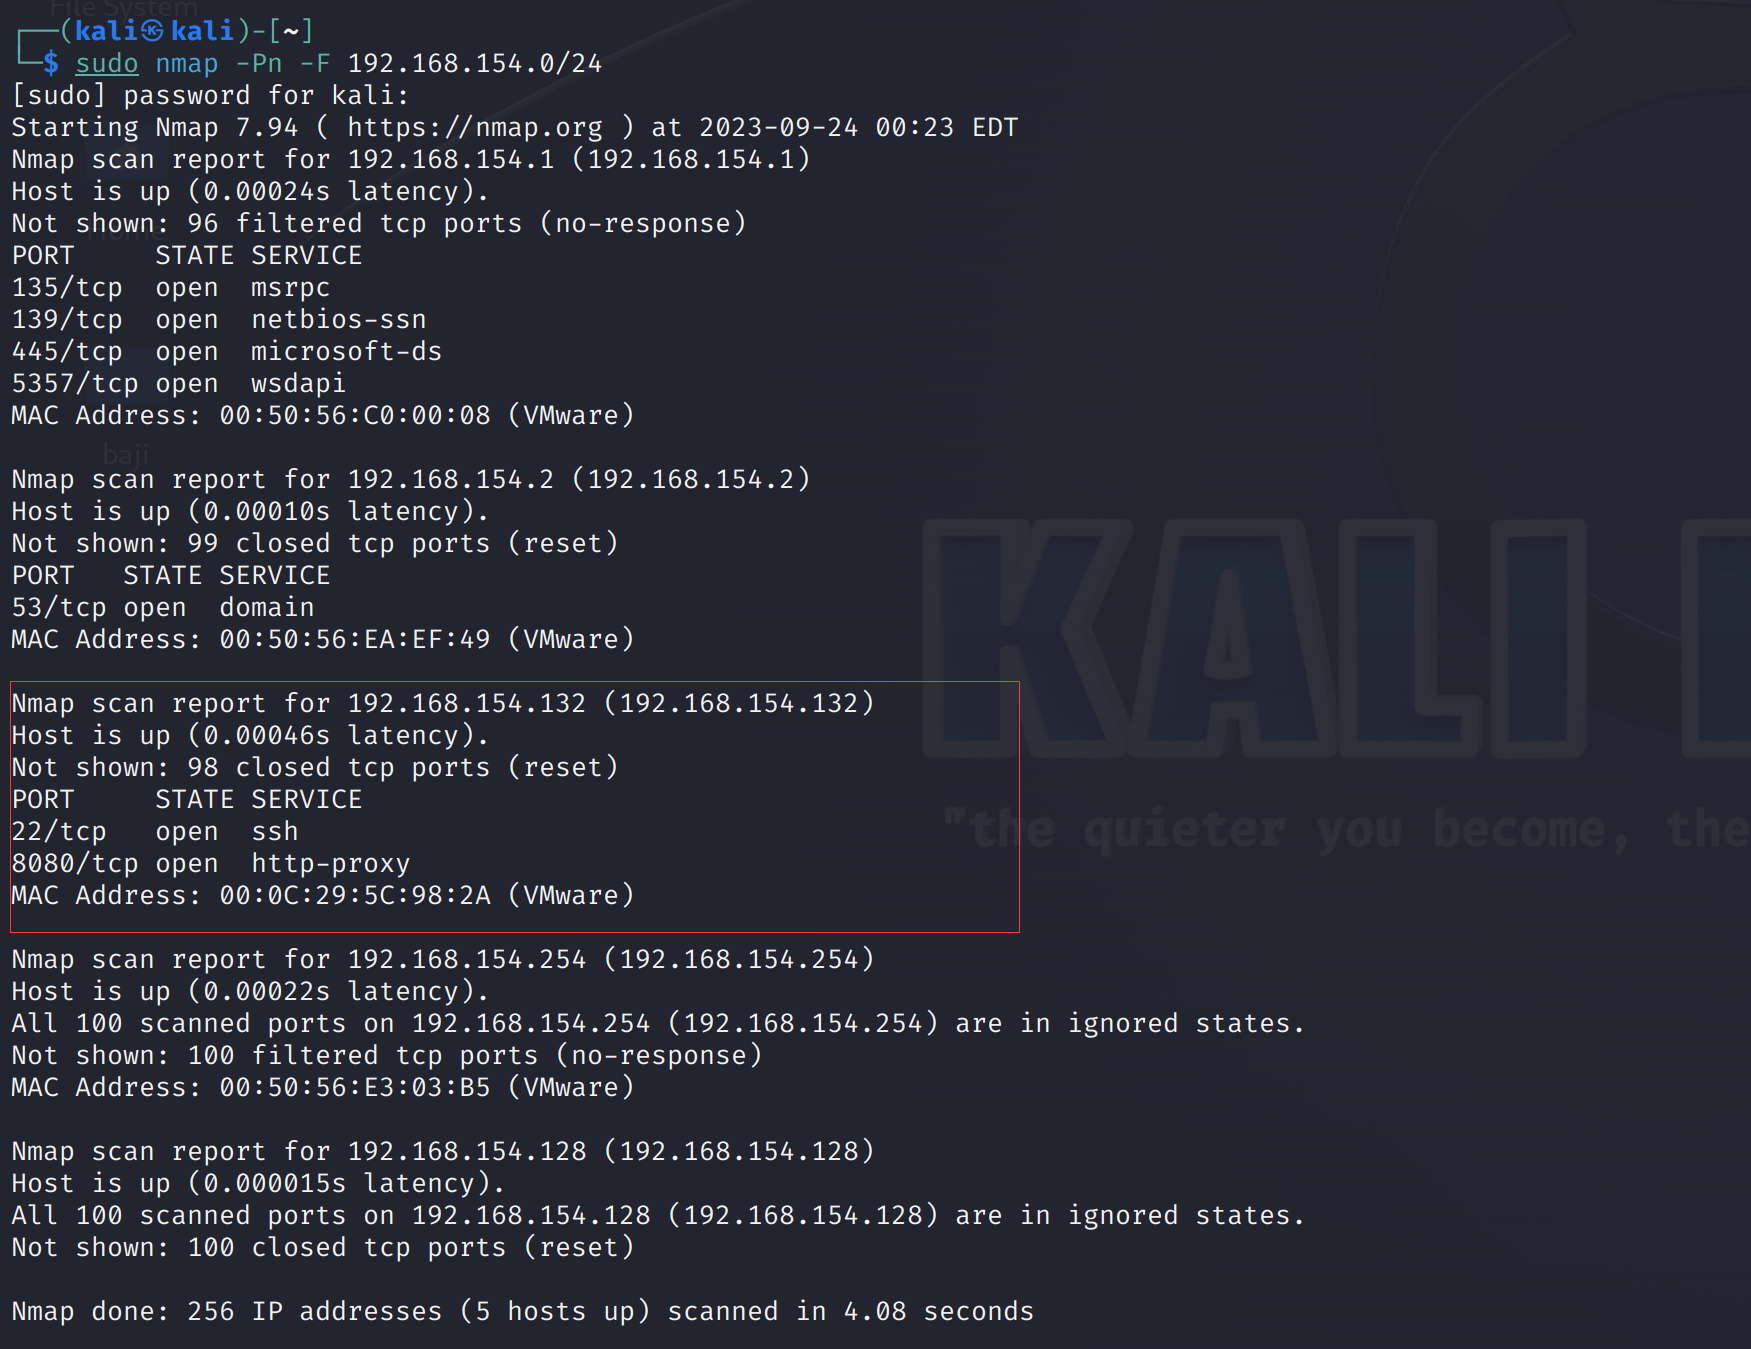 File System
┌──(kali㉿kali)-[~]
└─$ sudo nmap -Pn -F 192.168.154.0/24
[sudo] password for kali:
Starting Nmap 7.94 ( https://nmap.org ) at 2023-09-24 00:23 EDT
Nmap scan report for 192.168.154.1 (192.168.154.1)
Host is up (0.00024s latency).
Not shown: 96 filtered tcp ports (no-response)
Home
PORT     STATE SERVICE
135/tcp  open  msrpc
139/tcp  open  netbios-ssn
445/tcp  open  microsoft-ds
5357/tcp open  wsdapi
MAC Address: 00:50:56:C0:00:08 (VMware)
baji
Nmap scan report for 192.168.154.2 (192.168.154.2)
Host is up (0.00010s latency).
Not shown: 99 closed tcp ports (reset)
PORT   STATE SERVICE
53/tcp open  domain
MAC Address: 00:50:56:EA:EF:49 (VMware)
KALI
Nmap scan report for 192.168.154.132 (192.168.154.132)
Host is up (0.00046s latency).
Not shown: 98 closed tcp ports (reset)
PORT     STATE SERVICE
22/tcp   open  ssh
"the quieter you become, the
8080/tcp open  http-proxy
MAC Address: 00:0C:29:5C:98:2A (VMware)
Nmap scan report for 192.168.154.254 (192.168.154.254)
Host is up (0.00022s latency).
All 100 scanned ports on 192.168.154.254 (192.168.154.254) are in ignored states.
Not shown: 100 filtered tcp ports (no-response)
MAC Address: 00:50:56:E3:03:B5 (VMware)
Nmap scan report for 192.168.154.128 (192.168.154.128)
Host is up (0.000015s latency).
All 100 scanned ports on 192.168.154.128 (192.168.154.128) are in ignored states.
Not shown: 100 closed tcp ports (reset)
Nmap done: 256 IP addresses (5 hosts up) scanned in 4.08 seconds